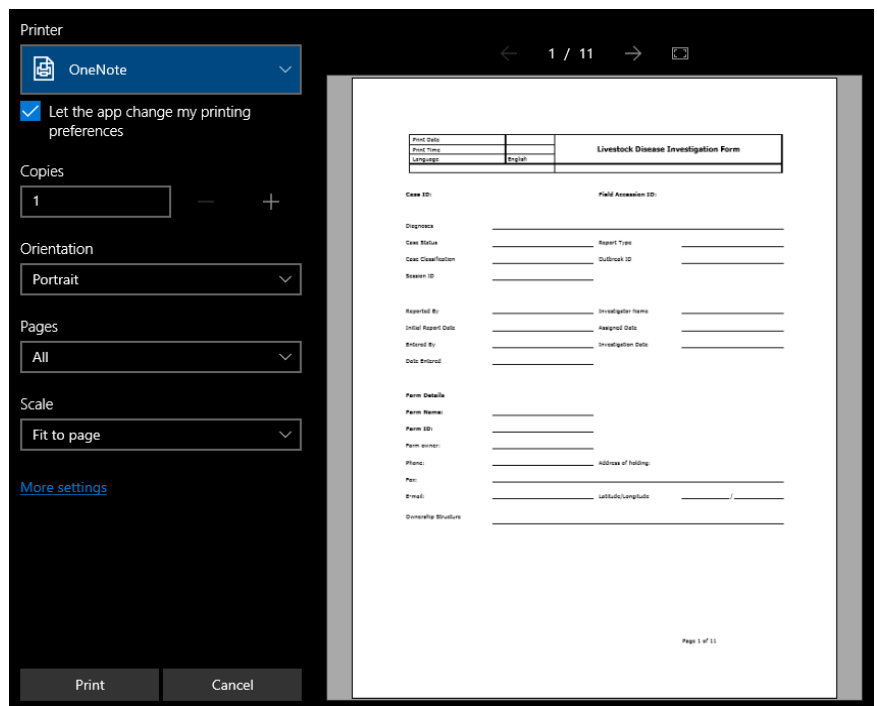 Printer
OneNote
Let the app change my printing
preferences
Copies
1
Orientation
Portrait
Pages
All
Scale
Fit to page
More settings
Print
Cancel
1 / 11
Print Date
Print Time
Language English
Livestock Disease Investigation Form
Case ID: Field Accession ID:
Diagnoses
Case Status Report Type
Case Classification Outbreak ID
Session ID
Reported By Investigator Name
Initial Report Date Assigned Date
Entered By Investigation Date
Date Entered
Farm Details
Farm Name:
Farm ID:
Farm owner:
Phone: Address of holding:
Fax:
E-mail: Latitude/Longitude /
Ownership Structure
Page 1 of 11